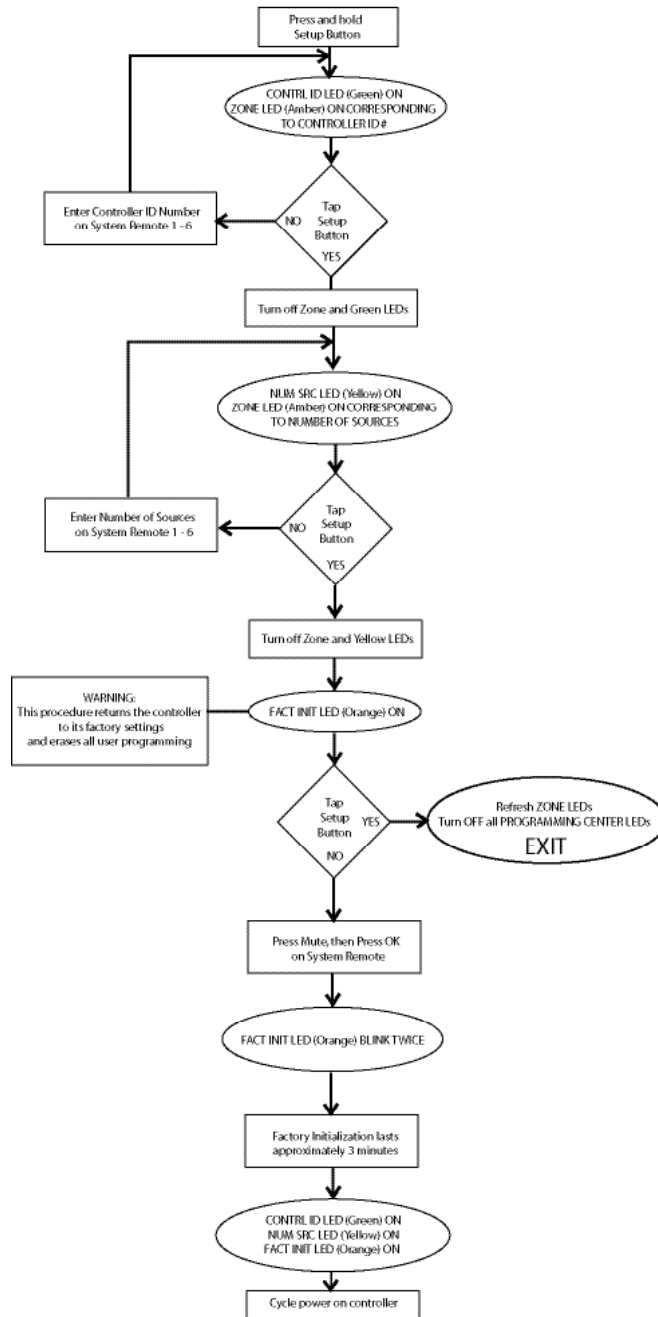 Press and hold
Setup Button
CONTRL ID LED (Green) ON
ZONE LED (Amber) ON CORRESPONDING
TO CONTROLLER ID #
Enter Controller ID Number
on System Remote 1 - 6
NO
Tap
Setup
Button
YES
Turn off Zone and Green LEDs
NUM SRC LED (Yellow) ON
ZONE LED (Amber) ON CORRESPONDING
TO NUMBER OF SOURCES
Enter Number of Sources
on System Remote 1 - 6
NO
Tap
Setup
Button
YES
Turn off Zone and Yellow LEDs
WARNING:
This procedure returns the controller
to its factory settings
and erases all user programming
FACT INIT LED (Orange) ON
Tap
Setup
Button
YES
NO
Refresh ZONE LEDs
Turn OFF all PROGRAMMING CENTER LEDs
EXIT
Press Mute, then Press OK
on System Remote
FACT INIT LED (Orange) BLINK TWICE
Factory Initialization lasts
approximately 3 minutes
CONTRL ID LED (Green) ON
NUM SRC LED (Yellow) ON
FACT INIT LED (Orange) ON
Cycle power on controller